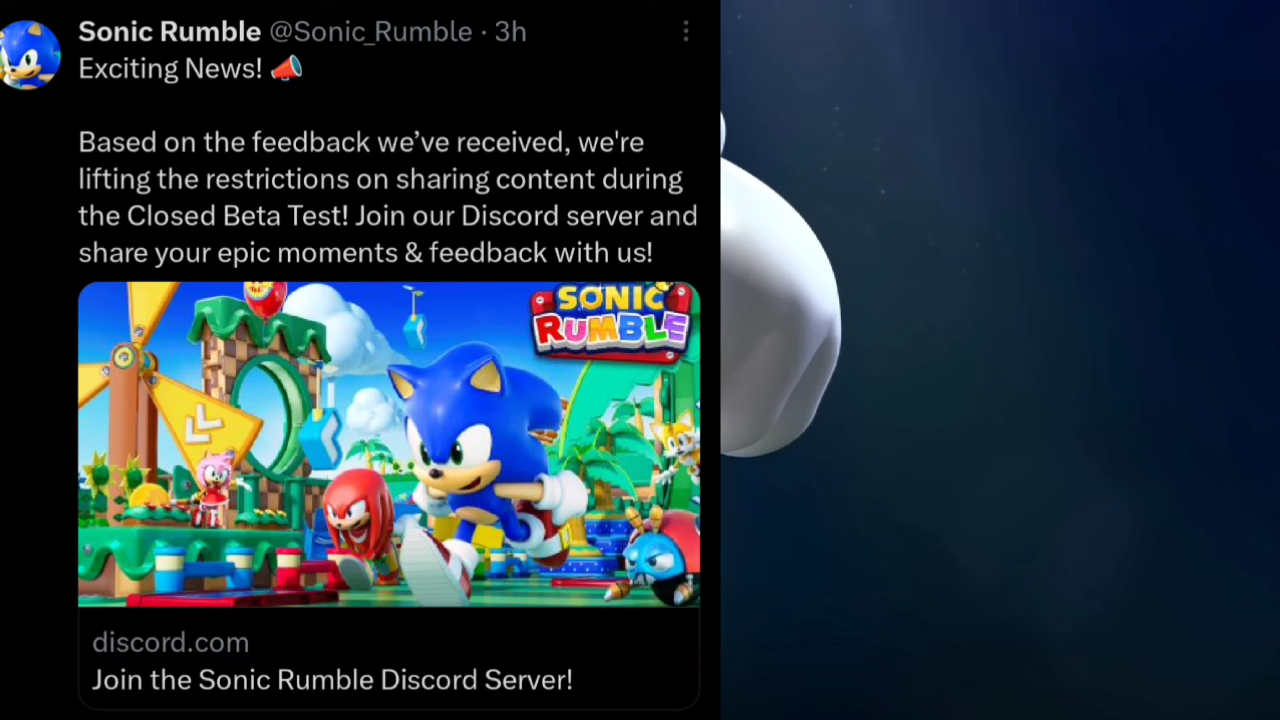 Sonic Rumble @Sonic_Rumble · 3h
Exciting News! 📣
Based on the feedback we’ve received, we're
lifting the restrictions on sharing content during
the Closed Beta Test! Join our Discord server and
share your epic moments & feedback with us!
SONIC
RUMBLE
discord.com
Join the Sonic Rumble Discord Server!